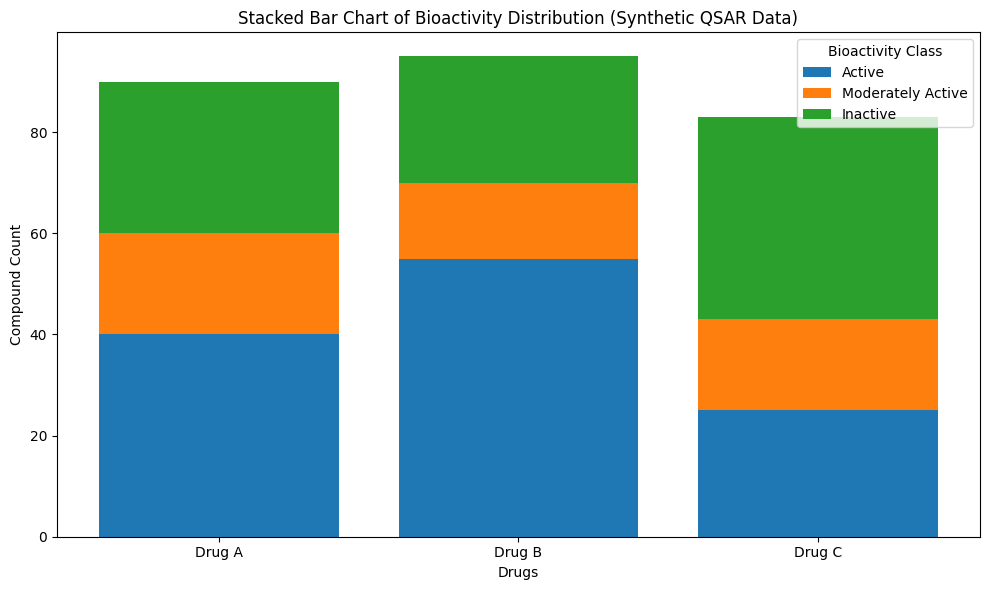 Stacked Bar Chart of Bioactivity Distribution (Synthetic QSAR Data)
Bioactivity Class
Active
Moderately Active
Inactive
Compound Count
80
60
40
20
0
Drug A
Drug B
Drug C
Drugs